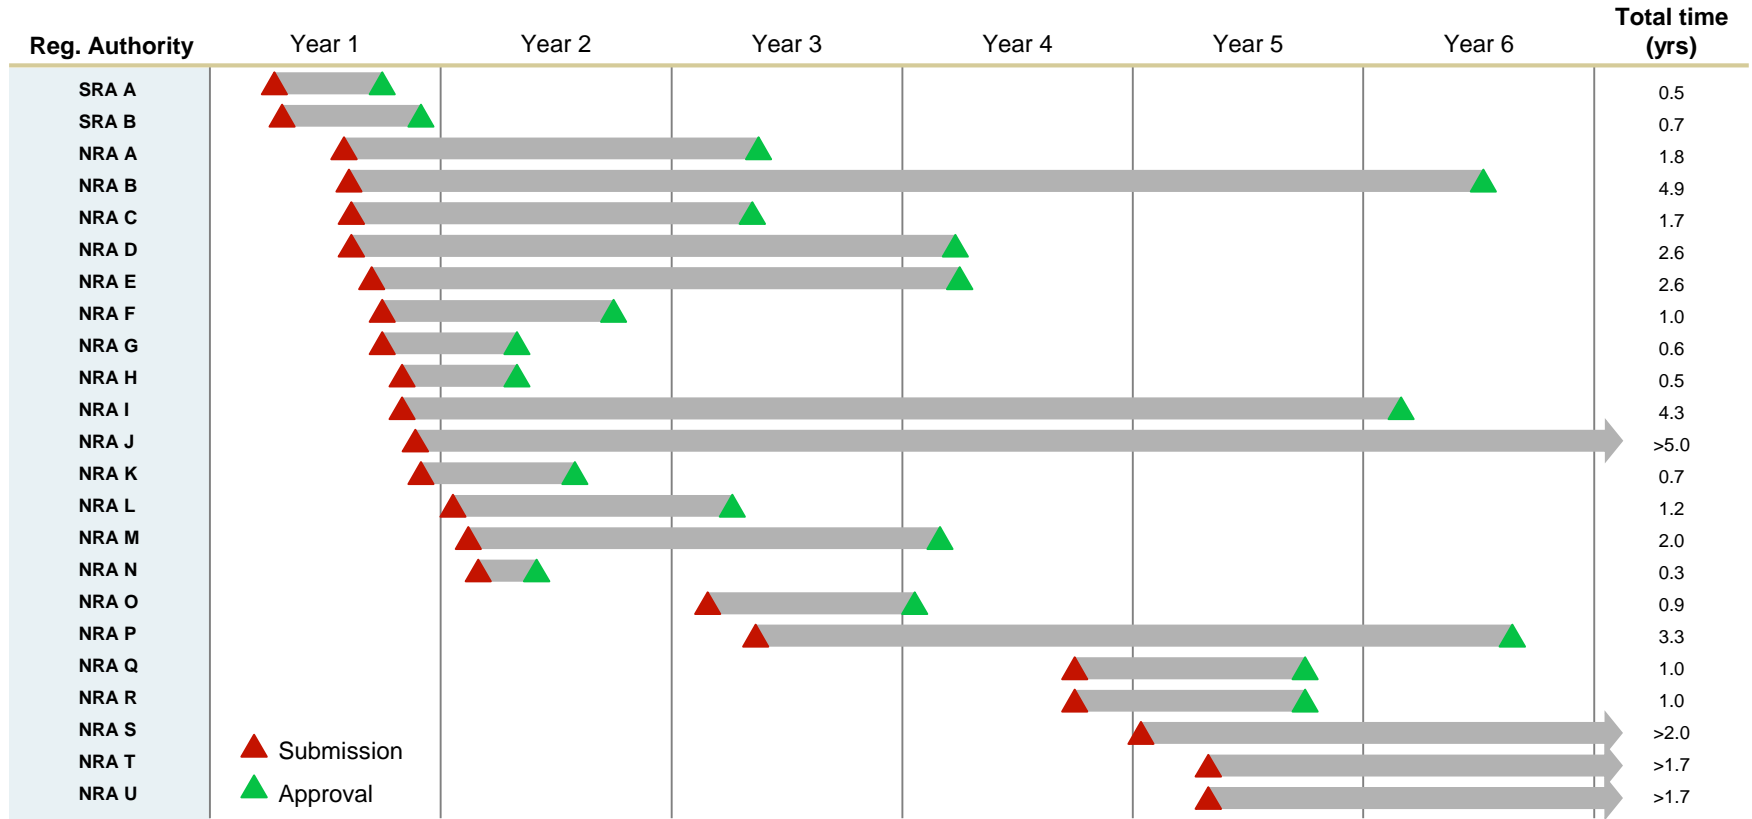 Reg. Authority Year 1 Year 2 Year 3 Year 4 Year 5 Year 6 Total time (yrs)
SRA A 0.5
SRA B 0.7
NRA A 1.8
NRA B 4.9
NRA C 1.7
NRA D 2.6
NRA E 2.6
NRA F 1.0
NRA G 0.6
NRA H 0.5
NRA I 4.3
NRA J >5.0
NRA K 0.7
NRA L 1.2
NRA M 2.0
NRA N 0.3
NRA O 0.9
NRA P 3.3
NRA Q 1.0
NRA R 1.0
NRA S >2.0
NRA T >1.7
NRA U >1.7
Submission
Approval